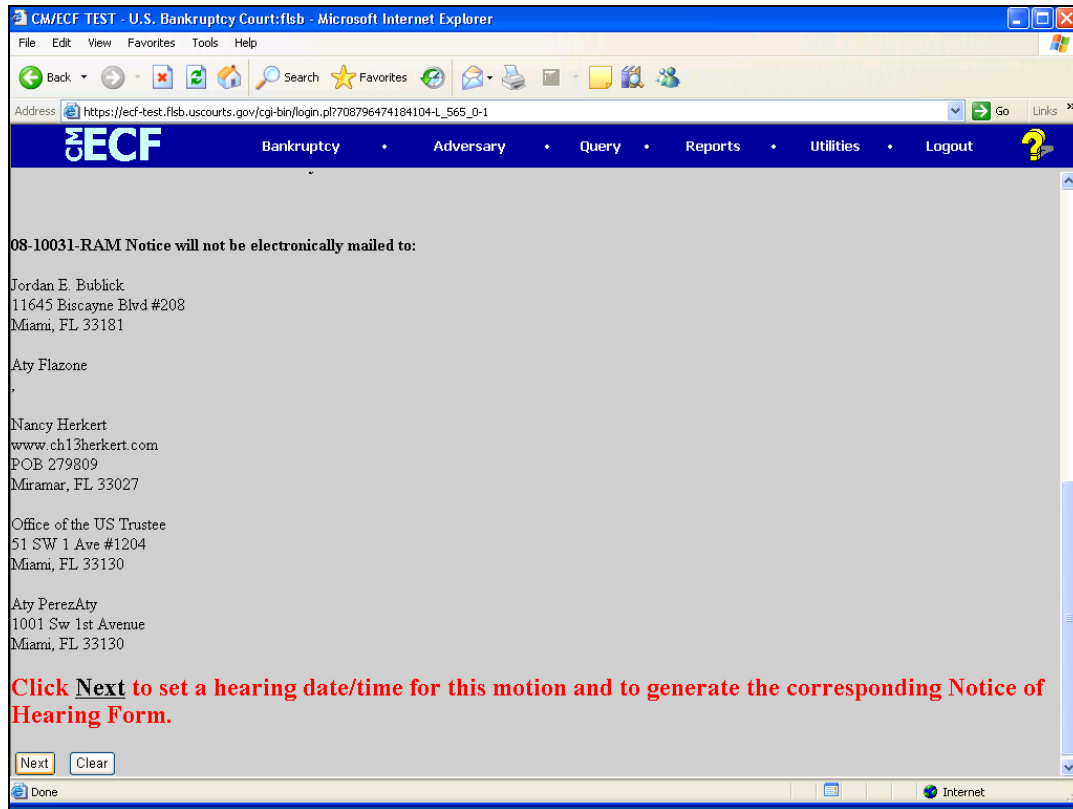 CM/ECF TEST - U.S. Bankruptcy Court:flsb - Microsoft Internet Explorer
File Edit View Favorites Tools Help
Back Search Favorites
Address https://ecf-test.flsb.uscourts.gov/cgi-bin/login.pl?708796474184104-L_565_0-1 Go Links »
CM ECF Bankruptcy • Adversary • Query • Reports • Utilities • Logout ?
08-10031-RAM Notice will not be electronically mailed to:
Jordan E. Bublick
11645 Biscayne Blvd #208
Miami, FL 33181
Aty Flazone
,
Nancy Herkert
www.ch13herkert.com
POB 279809
Miramar, FL 33027
Office of the US Trustee
51 SW 1 Ave #1204
Miami, FL 33130
Aty PerezAty
1001 Sw 1st Avenue
Miami, FL 33130
Click Next to set a hearing date/time for this motion and to generate the corresponding Notice of
Hearing Form.
Next Clear
Done Internet